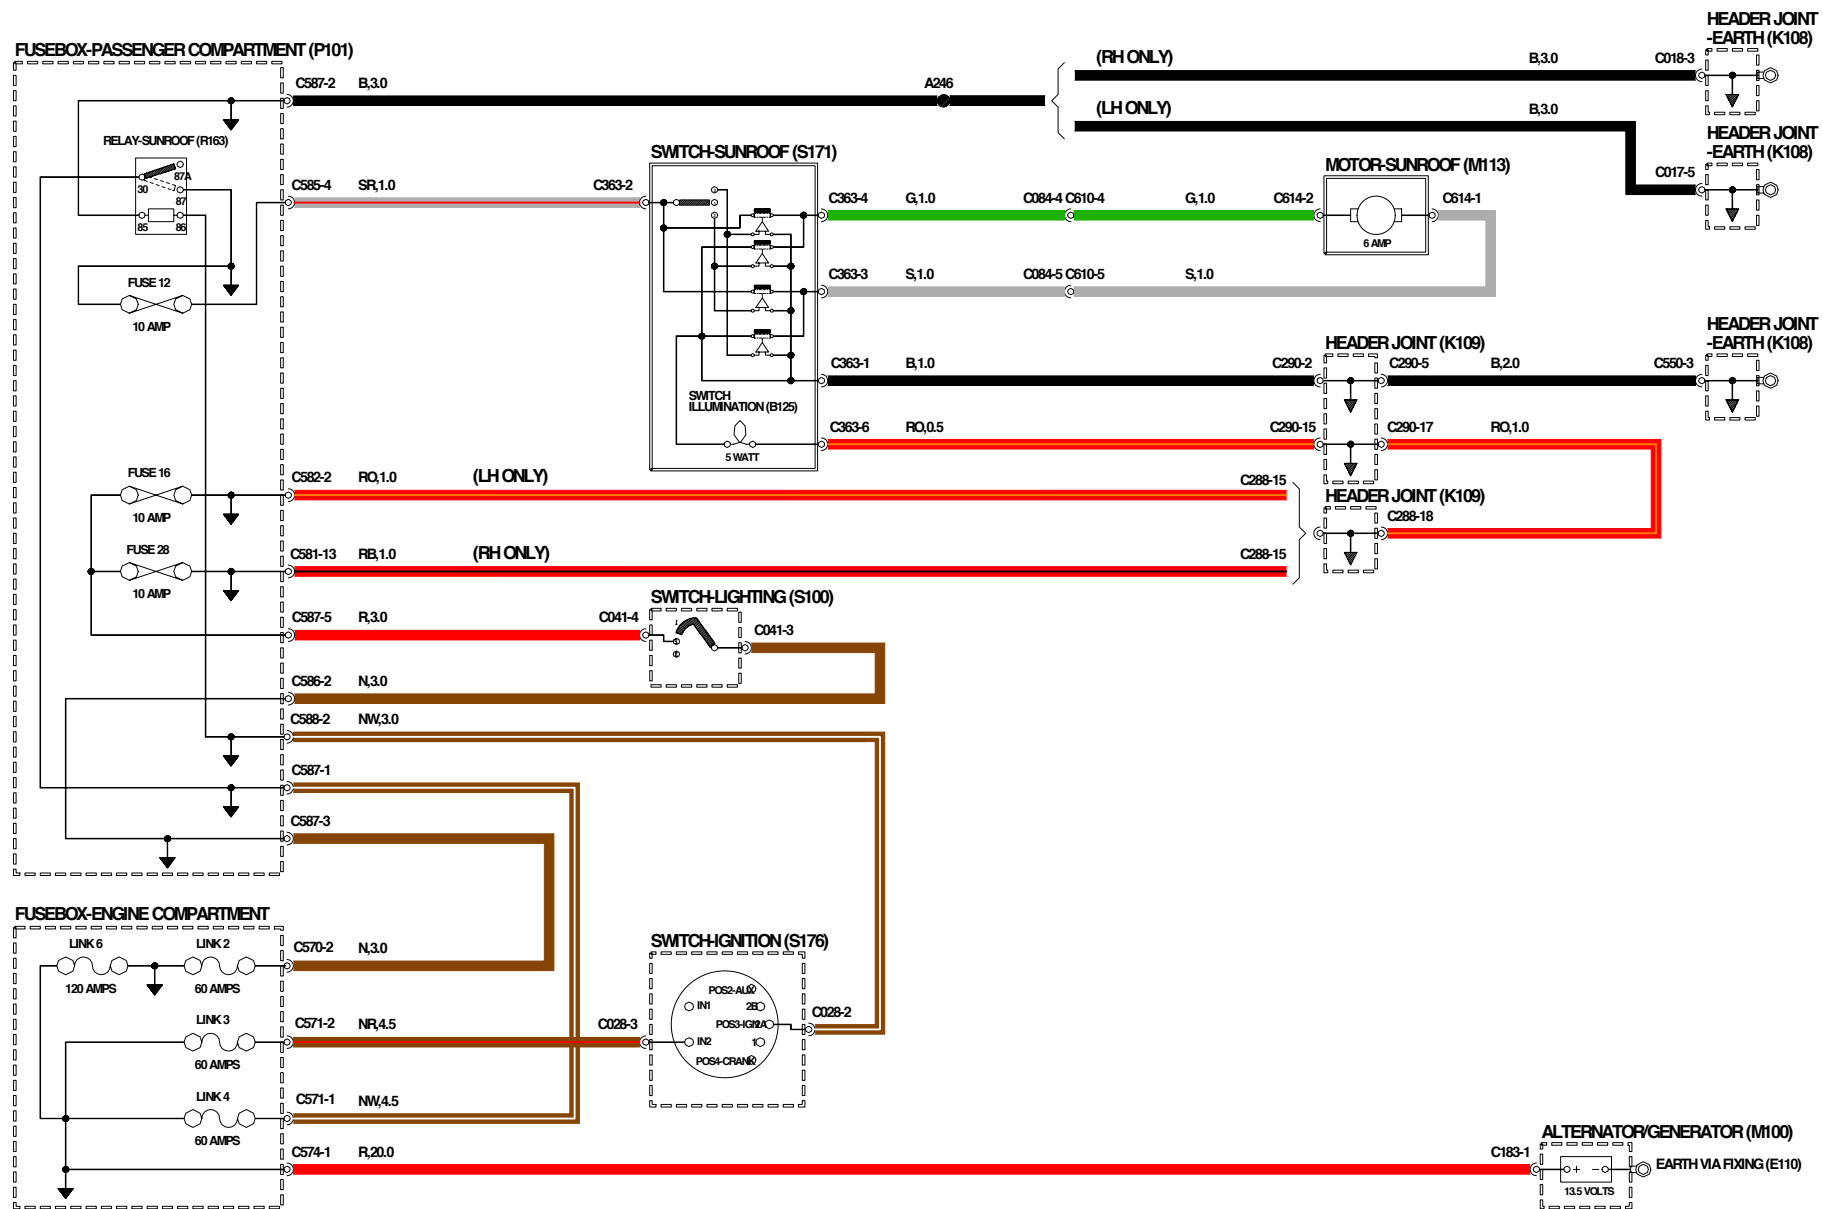 HEADER JOINT
-EARTH (K108)
FUSEBOX-PASSENGER COMPARTMENT (P101)
C587-2 B,3.0
A246
(RH ONLY)
B,3.0
C018-3
(LH ONLY)
B,3.0
HEADER JOINT
-EARTH (K108)
C017-5
RELAY-SUNROOF (R163)
87A
30
87
85
86
C585-4 SR,1.0
C363-2
SWITCH-SUNROOF (S171)
MOTOR-SUNROOF (M113)
C363-4 G,1.0
C084-4 C610-4
G,1.0
C614-2
C614-1
6 AMP
C363-3 S,1.0
C084-5 C610-5
S,1.0
FUSE 12
10 AMP
HEADER JOINT
-EARTH (K108)
HEADER JOINT (K109)
C363-1 B,1.0
C290-2
C290-5
B,2.0
C550-3
SWITCH
ILLUMINATION (B125)
5 WATT
C363-6 RO,0.5
C290-15
C290-17
RO,1.0
FUSE 16
10 AMP
C582-2 RO,1.0
(LH ONLY)
C288-15
HEADER JOINT (K109)
C288-18
FUSE 28
10 AMP
C581-13 RB,1.0
(RH ONLY)
C288-15
C587-5 R,3.0
C041-4
SWITCH-LIGHTING (S100)
C041-3
C586-2 N,3.0
C588-2 NW,3.0
C587-1
C587-3
FUSEBOX-ENGINE COMPARTMENT
LINK 6
120 AMPS
LINK 2
60 AMPS
C570-2 N,3.0
SWITCH-IGNITION (S176)
POS2-AUX
IN1
2B
POS3-IGN
2A
IN2
1
POS4-CRANK
C028-2
LINK 3
60 AMPS
C571-2 NR,4.5
C028-3
LINK 4
60 AMPS
C571-1 NW,4.5
C574-1 R,20.0
C183-1
ALTERNATOR/GENERATOR (M100)
+ -
13.5 VOLTS
EARTH VIA FIXING (E110)